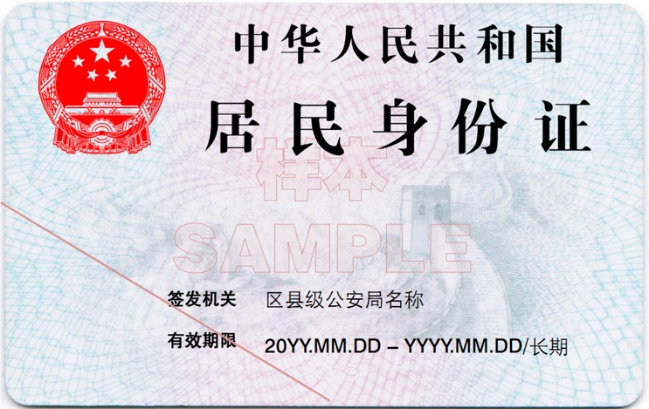 中华人民共和国
居民身份证
样本
SAMPLE
签发机关 区县级公安局名称
有效期限 20YY.MM.DD – YYYY.MM.DD/长期